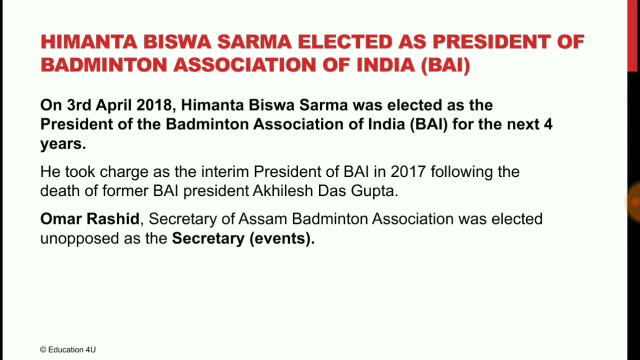 HIMANTA BISWA SARMA ELECTED AS PRESIDENT OF
BADMINTON ASSOCIATION OF INDIA (BAI)
On 3rd April 2018, Himanta Biswa Sarma was elected as the
President of the Badminton Association of India (BAI) for the next 4
years.
He took charge as the interim President of BAI in 2017 following the
death of former BAI president Akhilesh Das Gupta.
Omar Rashid, Secretary of Assam Badminton Association was elected
unopposed as the Secretary (events).
© Education 4U